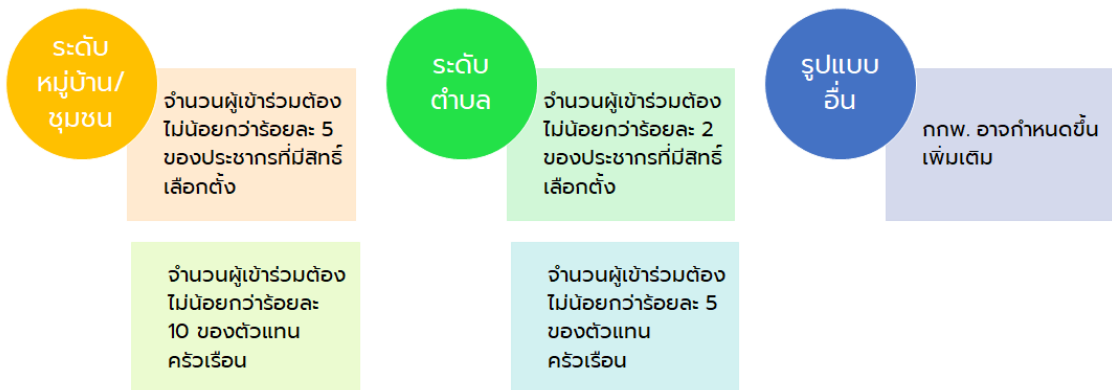 ระดับ
หมู่บ้าน/
ชุมชน
จำนวนผู้เข้าร่วมต้อง
ไม่น้อยกว่าร้อยละ 5
ของประชากรที่มีสิทธิ์
เลือกตั้ง
จำนวนผู้เข้าร่วมต้อง
ไม่น้อยกว่าร้อยละ
10 ของตัวแทน
ครัวเรือน
ระดับ
ตำบล
จำนวนผู้เข้าร่วมต้อง
ไม่น้อยกว่าร้อยละ 2
ของประชากรที่มีสิทธิ์
เลือกตั้ง
จำนวนผู้เข้าร่วมต้อง
ไม่น้อยกว่าร้อยละ 5
ของตัวแทน
ครัวเรือน
รูปแบบ
อื่น
กกพ. อาจกำหนดขึ้น
เพิ่มเติม